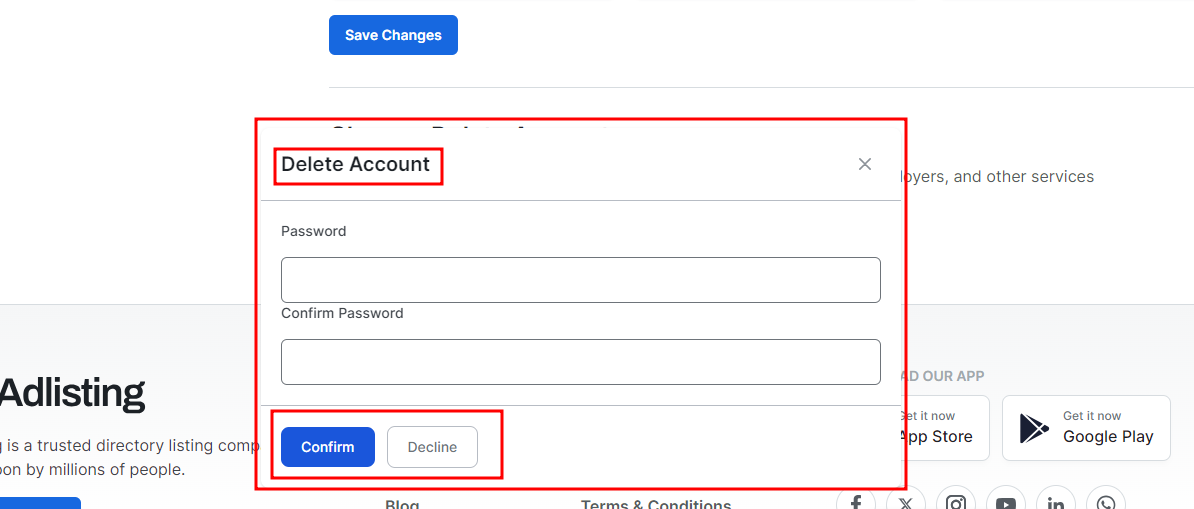 Save Changes
Delete Account
loyers, and other services
Password
Confirm Password
Adlisting
AD OUR APP
g is a trusted directory listing comp
Get it now
App Store
Get it now
Google Play
Confirm
Decline
oon by millions of people.
Blog
Terms & Conditions